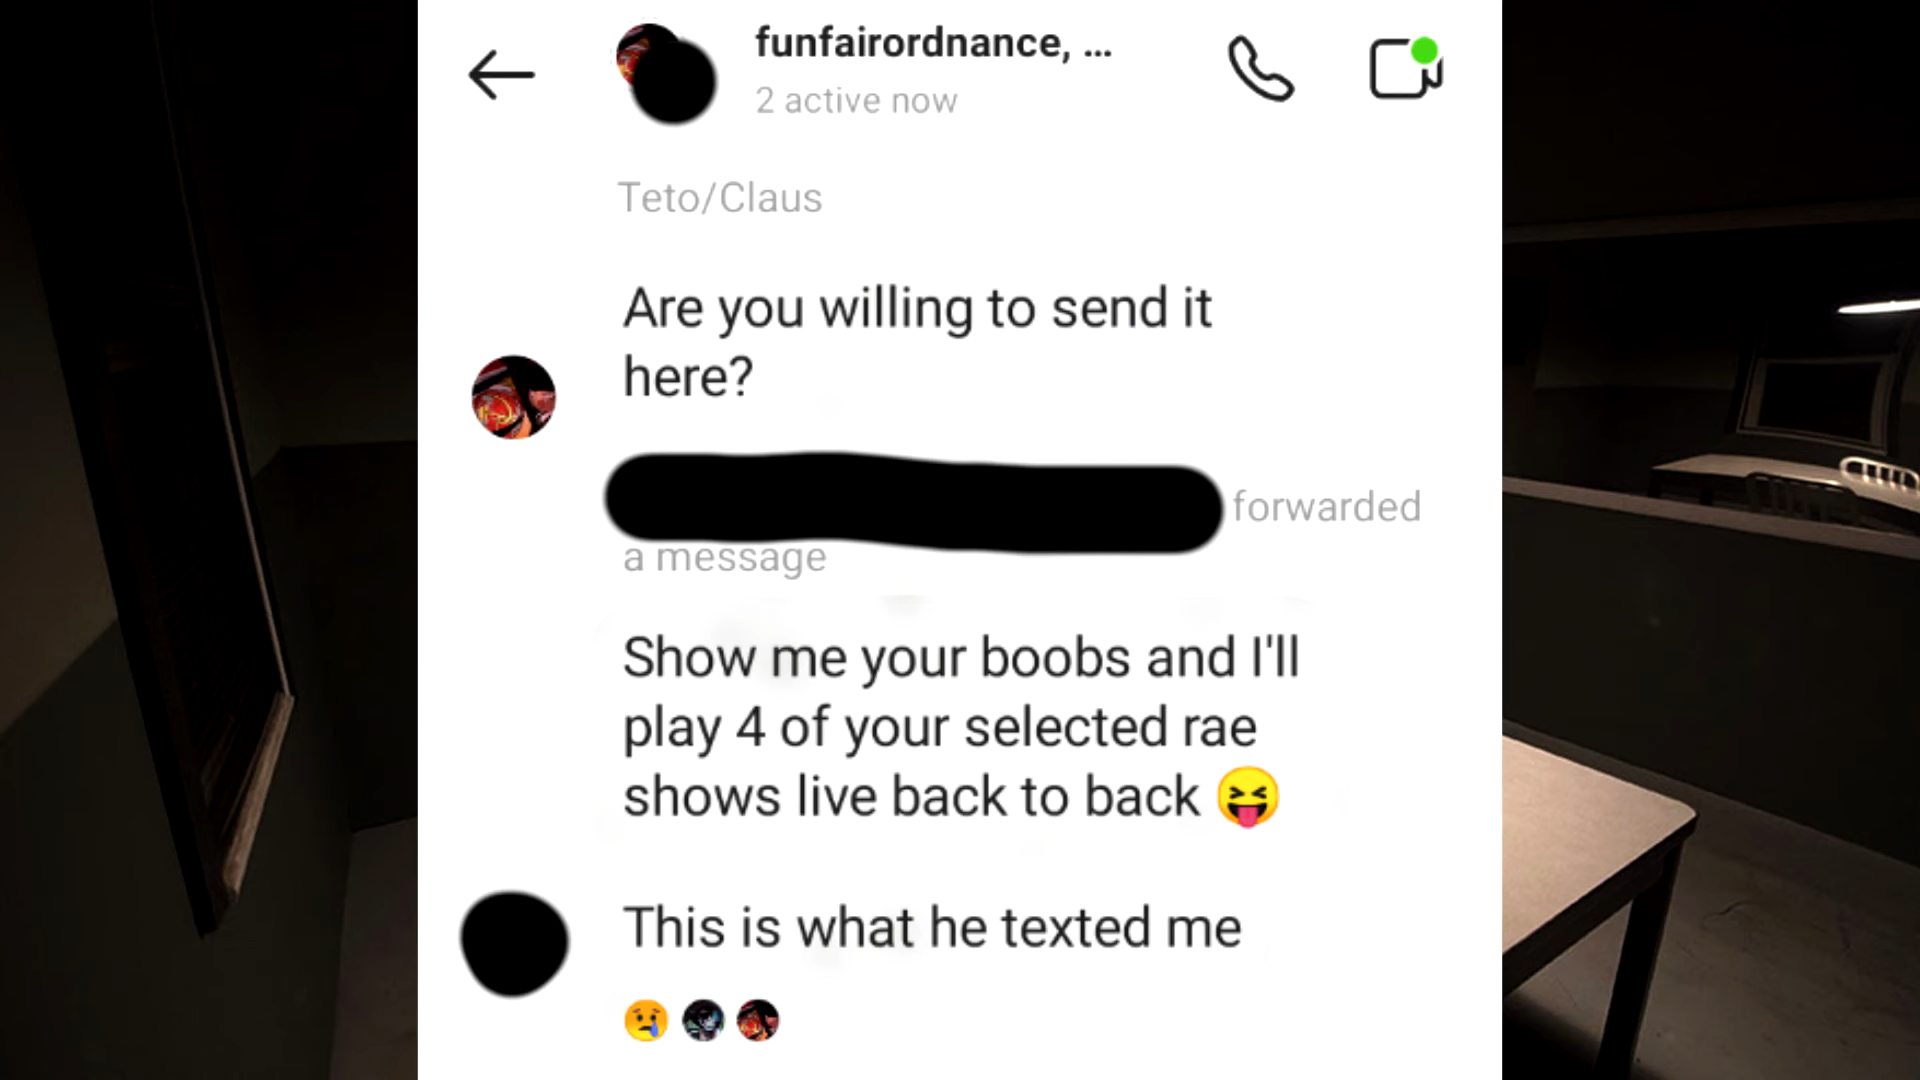 funfairordnance, ...
2 active now
Teto/Claus
Are you willing to send it
here?
forwarded
a message
Show me your boobs and I'll
play 4 of your selected rae
shows live back to back 😝
This is what he texted me
😢